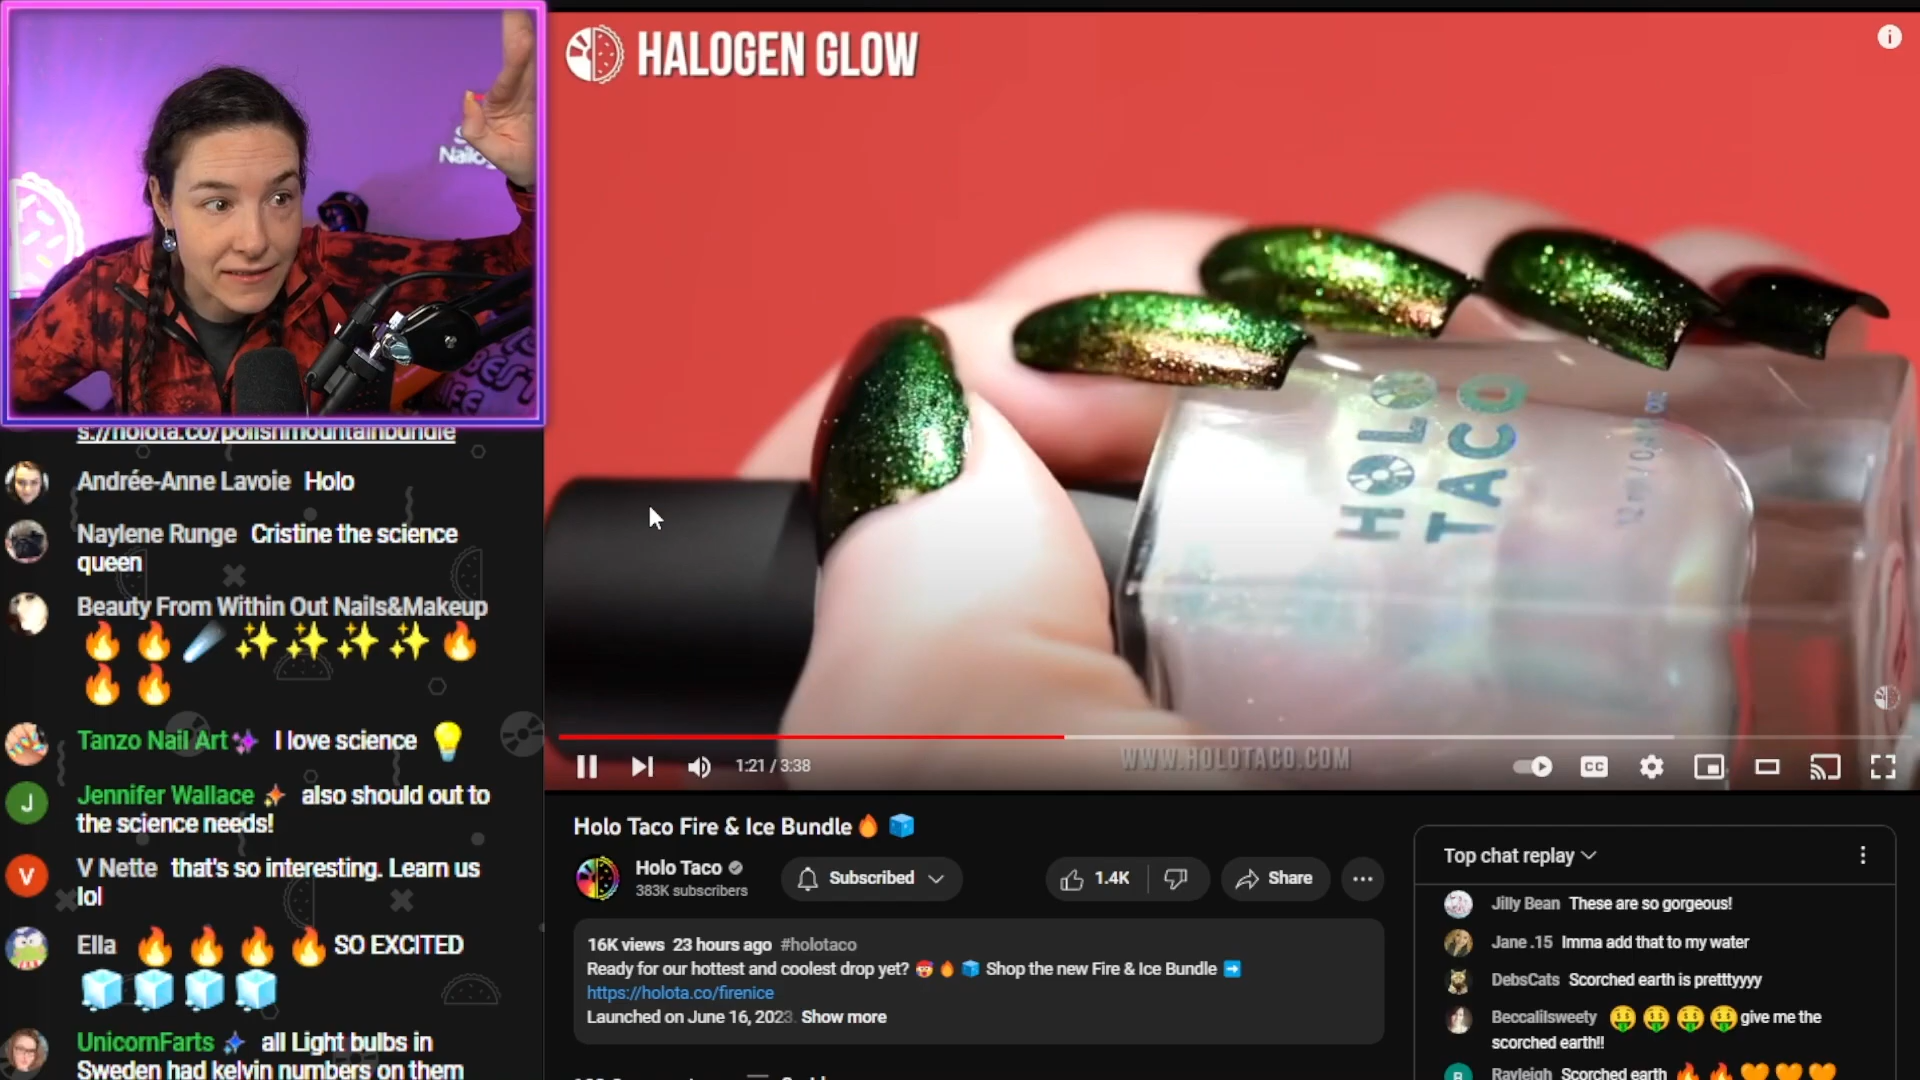 HALOGEN GLOW
s://holota.co/polishmountainbundle
Andrée-Anne Lavoie Holo
Naylene Runge Cristine the science
queen
Beauty From Within Out Nails&Makeup
🔥 🔥 ☄️ ✨ ✨ ✨ ✨ 🔥
🔥 🔥
Tanzo Nail Art I love science 💡
Jennifer Wallace also should out to
the science needs!
V Nette that's so interesting. Learn us
lol
Ella 🔥 🔥 🔥 🔥 SO EXCITED
🧊 🧊 🧊 🧊
UnicornFarts all Light bulbs in
Sweden had kelvin numbers on them
HOLO
TACO
WWW.HOLOTACO.COM
1:21 / 3:38
CC
Holo Taco Fire & Ice Bundle🔥 🧊
Holo Taco
383K subscribers
Subscribed
1.4K
Share
16K views 23 hours ago #holotaco
Ready for our hottest and coolest drop yet? 🤯 🔥 🧊 Shop the new Fire & Ice Bundle ➡️
https://holota.co/firenice
Launched on June 16, 2023. Show more
Top chat replay
Jilly Bean These are so gorgeous!
Jane .15 Imma add that to my water
DebsCats Scorched earth is pretttyyyy
Beccalilsweety 🤑 🤑 🤑 🤑 give me the
scorched earth!!
Rayleigh Scorched earth 🔥 🔥 🧡 🧡 🧡